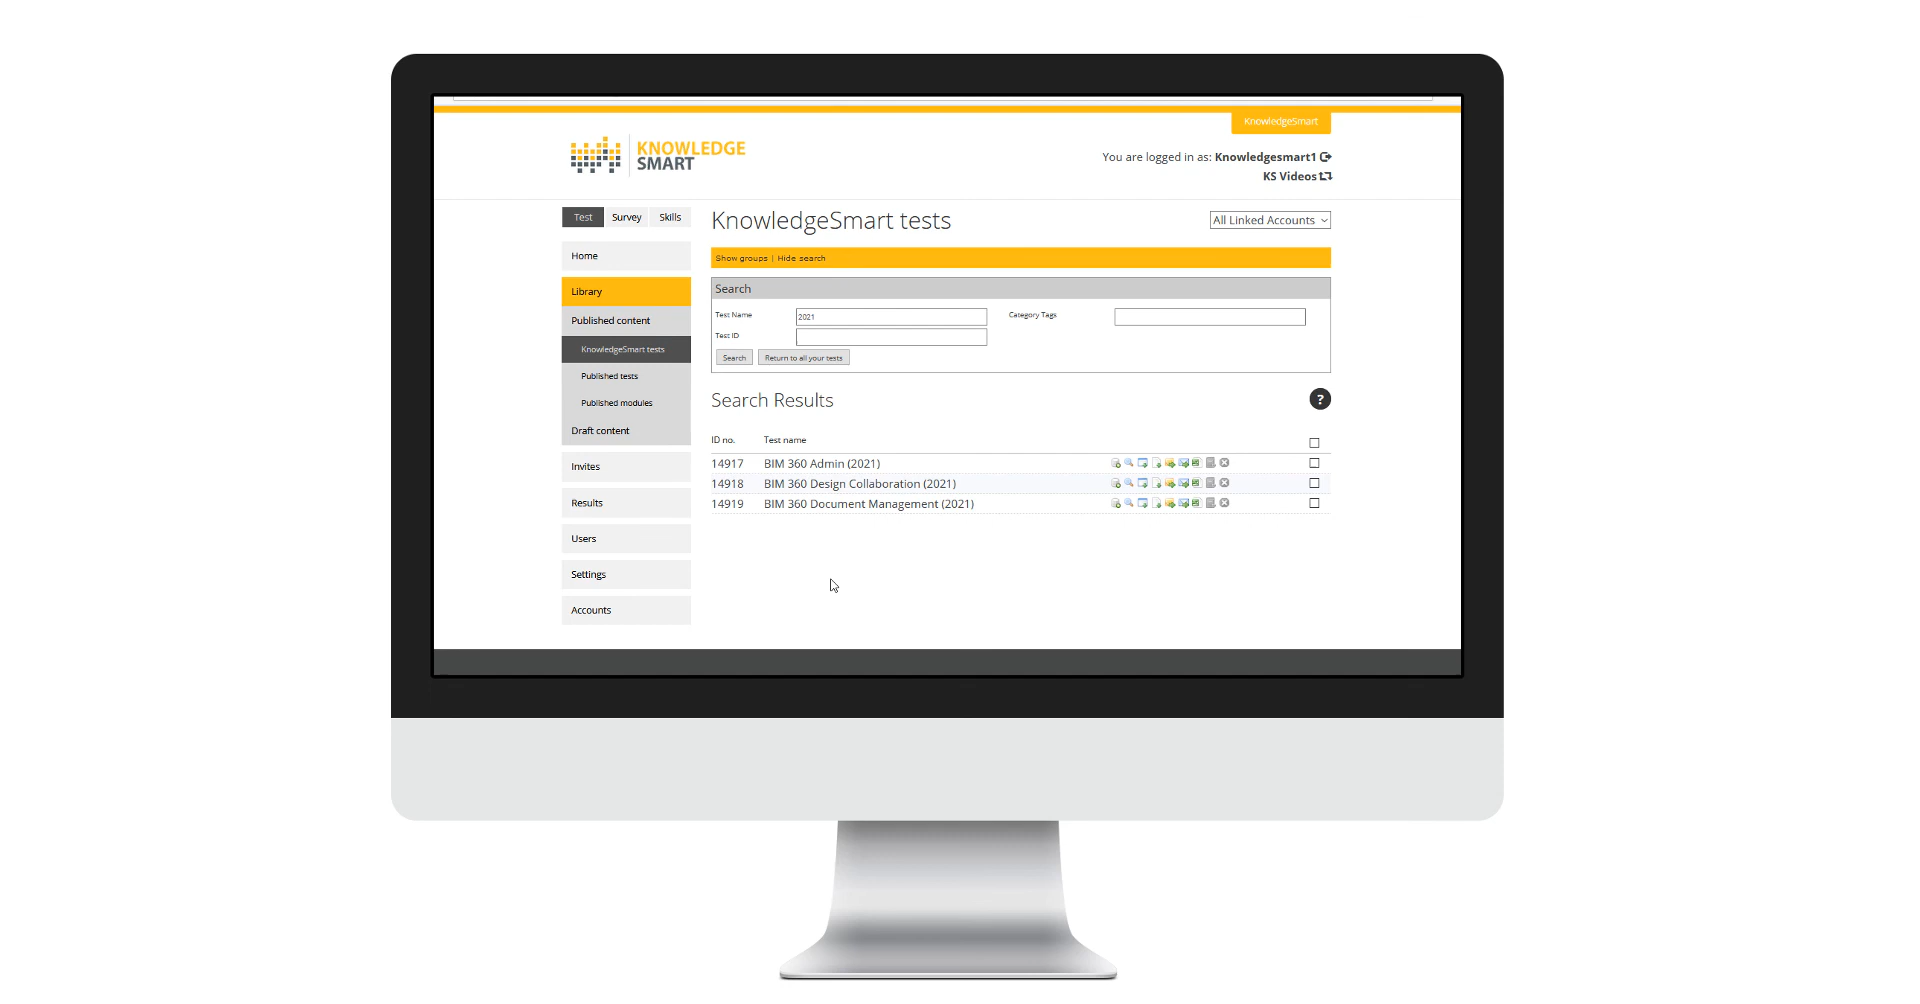 KnowledgeSmart
KNOWLEDGE
SMART
You are logged in as: Knowledgesmart1
KS Videos
Test Survey Skills
KnowledgeSmart tests
All Linked Accounts
Home
Show groups | Hide search
Library
Search
Published content
Test Name 2021 Category Tags
Test ID
KnowledgeSmart tests
Search Return to all your tests
Published tests
Published modules
Search Results
?
Draft content
ID no. Test name
Invites
14917 BIM 360 Admin (2021)
14918 BIM 360 Design Collaboration (2021)
Results
14919 BIM 360 Document Management (2021)
Users
Settings
Accounts